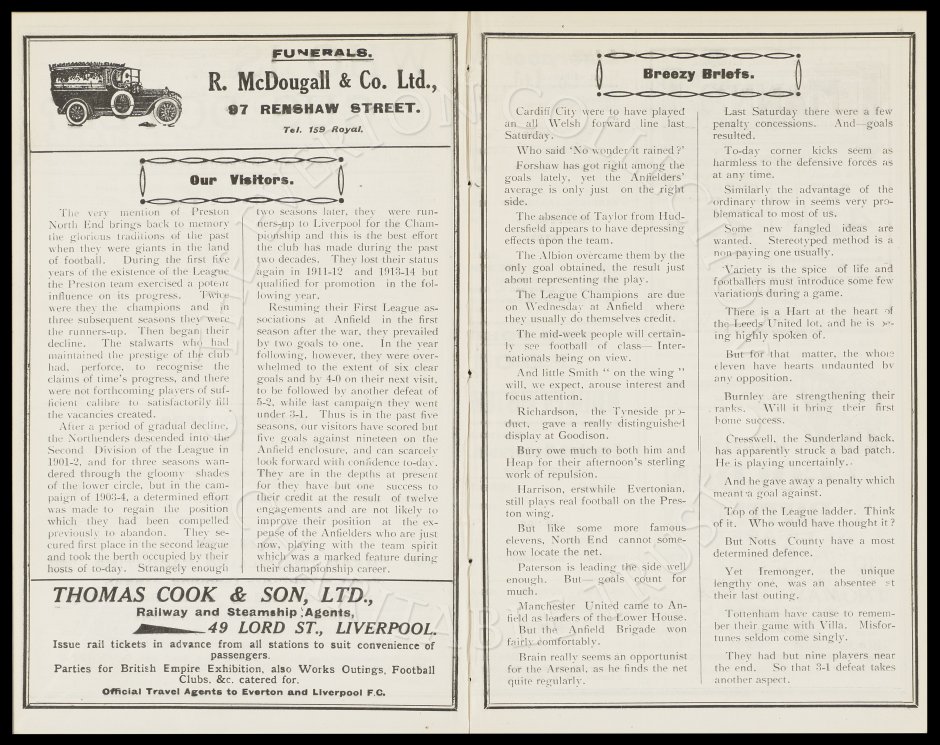 FUNERALS.
R. McDougall & Co. Ltd.,
97 RENSHAW STREET.
Tel. 159 Royal.
Our Visitors.
The very mention of Preston
North End brings back to memory
the glorious traditions of the past
when they were giants in the land
of football. During the first five
years of the existence of the League
the Preston team exercised a potent
influence on its progress. Twice
were they the champions and in
three subsequent seasons they were
the runners-up. Then began their
decline. The stalwarts who had
maintained the prestige of the club
had, perforce, to recognise the
claims of time's progress, and there
were not forthcoming players of suf-
ficient calibre to satisfactorily fill
the vacancies created.
After a period of gradual decline,
the Northenders descended into the
Second Division of the League in
1901-2, and for three seasons wan-
dered through the gloomy shades
of the lower circle, but in the cam-
paign of 1903-4, a determined effort
was made to regain the position
which they had been compelled
previously to abandon. They se-
cured first place in the second league
and took the berth occupied by their
hosts of to-day. Strangely enough
two seasons later, they were run-
ners-up to Liverpool for the Cham-
pionship and this is the best effort
the club has made during the past
two decades. They lost their status
again in 1911-12 and 1913-14 but
qualified for promotion in the fol-
lowing year.
Resuming their First League as-
sociations at Anfield in the first
season after the war, they prevailed
by two goals to one. In the year
following, however, they were over-
whelmed to the extent of six clear
goals and by 4-0 on their next visit,
to be followed by another defeat of
5-2, while last campaign they went
under 3-1. Thus is in the past five
seasons, our visitors have scored but
five goals against nineteen on the
Anfield enclosure, and can scarcely
look forward with confidence to-day.
They are in the depths at present
for they have but one success to
their credit at the result of twelve
engagements and are not likely to
improve their position at the ex-
pense of the Anfielders who are just
now, playing with the team spirit
which was a marked feature during
their championship career.
THOMAS COOK & SON, LTD.,
Railway and Steamship Agents,
49 LORD ST., LIVERPOOL.
Issue rail tickets in advance from all stations to suit convenience of
passengers.
Parties for British Empire Exhibition, also Works Outings, Football
Clubs, &c. catered for.
Official Travel Agents to Everton and Liverpool F.C.
Breezy Briefs.
Cardiff City were to have played
an all Welsh forward line last
Saturday.
Who said 'No wonder it rained?'
Forshaw has got right among the
goals lately, yet the Anfielders'
average is only just on the right
side.
The absence of Taylor from Hud-
dersfield appears to have depressing
effects upon the team.
The Albion overcame them by the
only goal obtained, the result just
about representing the play.
The League Champions are due
on Wednesday at Anfield where
they usually do themselves credit.
The mid-week people will certain-
ly see football of class—Inter-
nationals being on view.
And little Smith " on the wing "
will, we expect, arouse interest and
focus attention.
Richardson, the Tyneside pro-
duct, gave a really distinguished
display at Goodison.
Bury owe much to both him and
Heap for their afternoon's sterling
work of repulsion.
Harrison, erstwhile Evertonian,
still plays real football on the Pres-
ton wing.
But like some more famous
elevens, North End cannot some-
how locate the net.
Paterson is leading the side well
enough. But—goals count for
much.
Manchester United came to An-
field as leaders of the Lower House.
But the Anfield Brigade won
fairly comfortably.
Brain really seems an opportunist
for the Arsenal, as he finds the net
quite regularly.
Last Saturday there were a few
penalty concessions. And—goals
resulted.
To-day corner kicks seem as
harmless to the defensive forces as
at any time.
Similarly the advantage of the
ordinary throw in seems very pro-
blematical to most of us.
Some new fangled ideas are
wanted. Stereotyped method is a
non-paying one usually.
Variety is the spice of life and
footballers must introduce some few
variations during a game.
There is a Hart at the heart of
the Leeds United lot, and he is be-
ing highly spoken of.
But for that matter, the whole
eleven have hearts undaunted by
any opposition.
Burnley are strengthening their
ranks. Will it bring their first
home success.
Cresswell, the Sunderland back,
has apparently struck a bad patch.
He is playing uncertainly.
And he gave away a penalty which
meant a goal against.
Top of the League ladder. Think
of it. Who would have thought it?
But Notts County have a most
determined defence.
Yet Iremonger, the unique
lengthy one, was an absentee at
their last outing.
Tottenham have cause to remem-
ber their game with Villa. Misfor-
tunes seldom come singly.
They had but nine players near
the end. So that 3-1 defeat takes
another aspect.